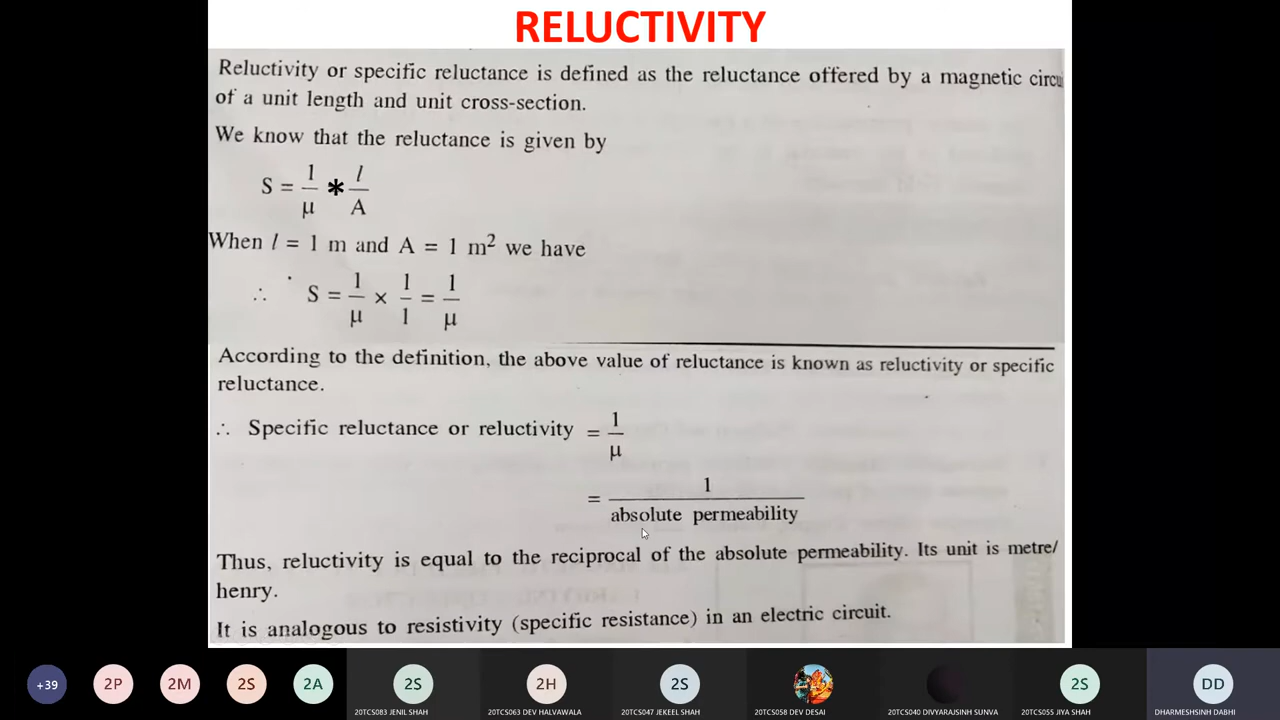 RELUCTIVITY
Reluctivity or specific reluctance is defined as the reluctance offered by a magnetic circu
of a unit length and unit cross-section.
We know that the reluctance is given by
S = 1/μ * l/A
When l = 1 m and A = 1 m² we have
∴ S = 1/μ × 1/1 = 1/μ
According to the definition, the above value of reluctance is known as reluctivity or specific
reluctance.
∴ Specific reluctance or reluctivity = 1/μ
= 1/absolute permeability
Thus, reluctivity is equal to the reciprocal of the absolute permeability. Its unit is metre/
henry.
It is analogous to resistivity (specific resistance) in an electric circuit.
+39 2P 2M 2S 2A 2S 2H 2S 2S DD
20TCS083 JENIL SHAH 20TCS063 DEV HALVAWALA 20TCS047 JEKEEL SHAH 20TCS058 DEV DESAI 20TCS040 DIVYARAJSINH SUNVA 20TCS055 JIYA SHAH DHARMESHSINH DABHI